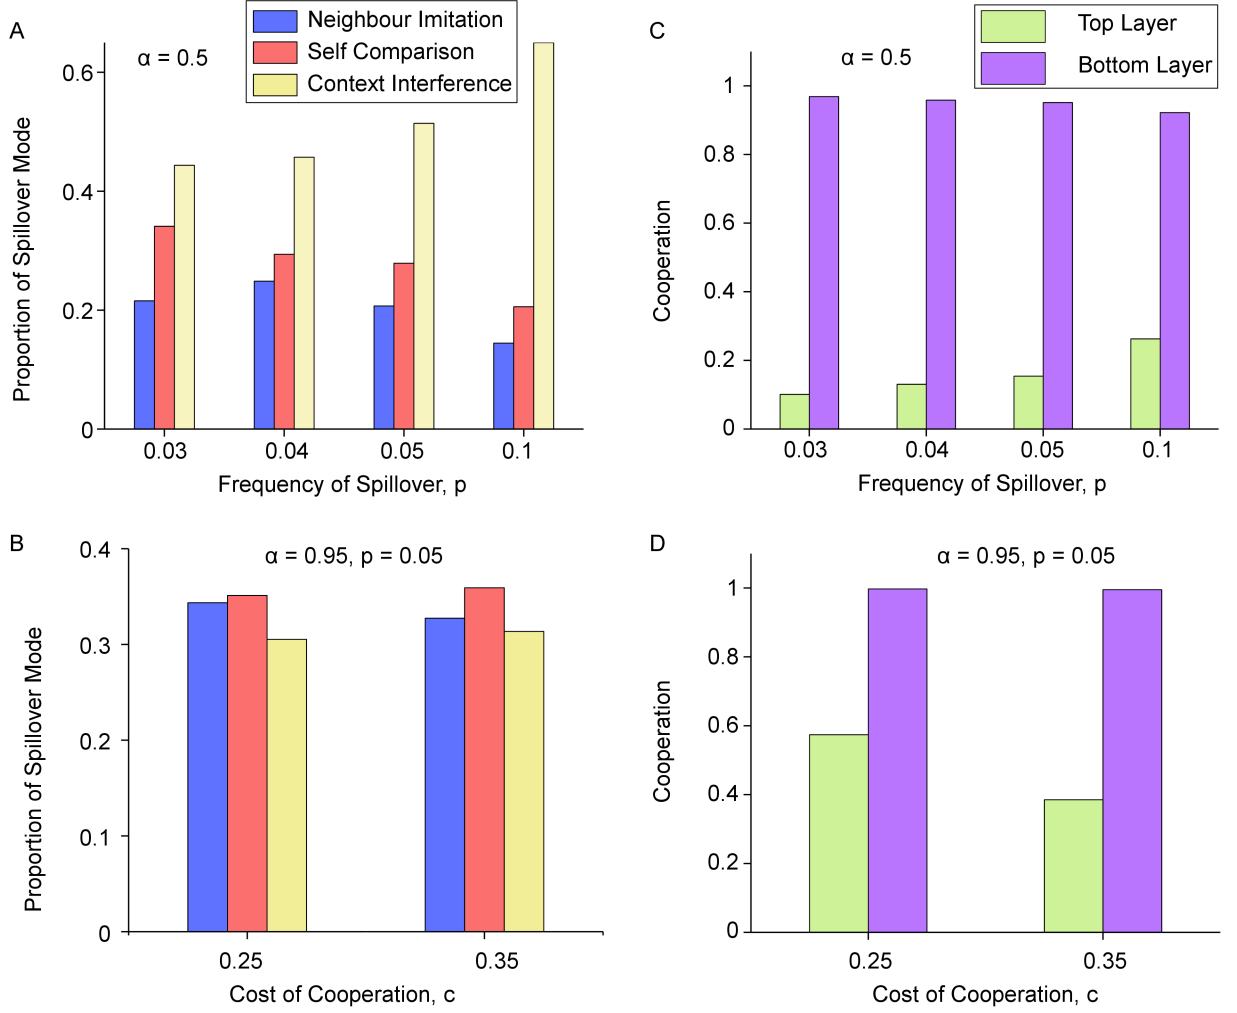 A
Neighbour Imitation
Self Comparison
Context Interference
α = 0.5
0.6
0.4
0.2
0
Proportion of Spillover Mode
0.03
0.04
0.05
0.1
Frequency of Spillover, p
C
Top Layer
Bottom Layer
α = 0.5
1
0.8
0.6
0.4
0.2
0
Cooperation
0.03
0.04
0.05
0.1
Frequency of Spillover, p
B
α = 0.95, p = 0.05
0.4
0.3
0.2
0.1
0
Proportion of Spillover Mode
0.25
0.35
Cost of Cooperation, c
D
α = 0.95, p = 0.05
1
0.8
0.6
0.4
0.2
0
Cooperation
0.25
0.35
Cost of Cooperation, c